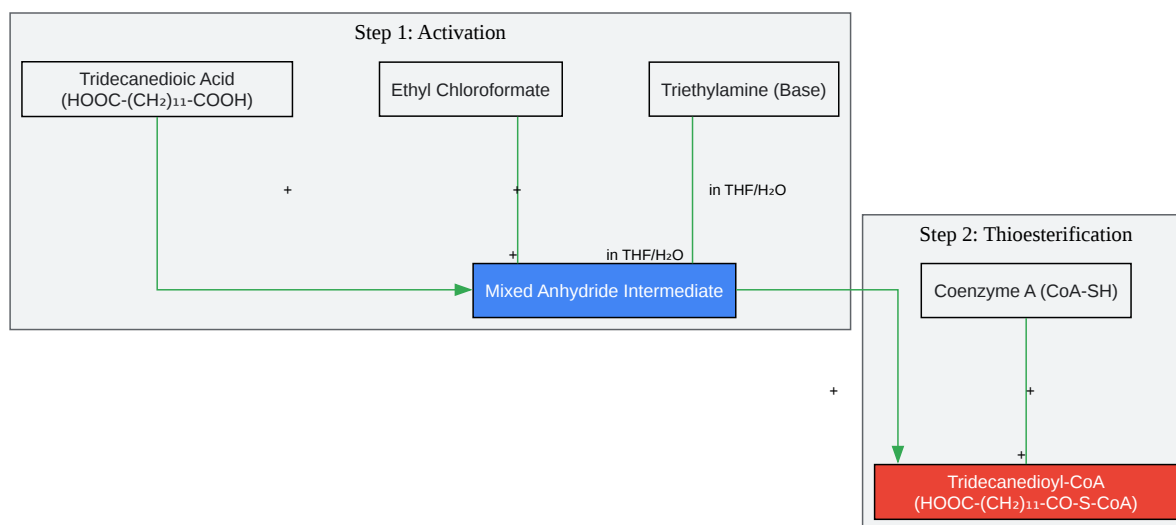 Step 1: Activation
Tridecanedioic Acid
(HOOC-(CH₂)₁₁-COOH)
Ethyl Chloroformate
Triethylamine (Base)
+
+
in THF/H₂O
+
in THF/H₂O
Mixed Anhydride Intermediate
Step 2: Thioesterification
Coenzyme A (CoA-SH)
+
+
+
Tridecanedioyl-CoA
(HOOC-(CH₂)₁₁-CO-S-CoA)